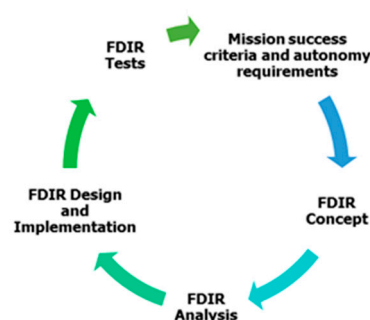 FDIR
Tests
Mission success
criteria and autonomy
requirements
FDIR
Concept
FDIR
Analysis
FDIR Design
and
Implementation